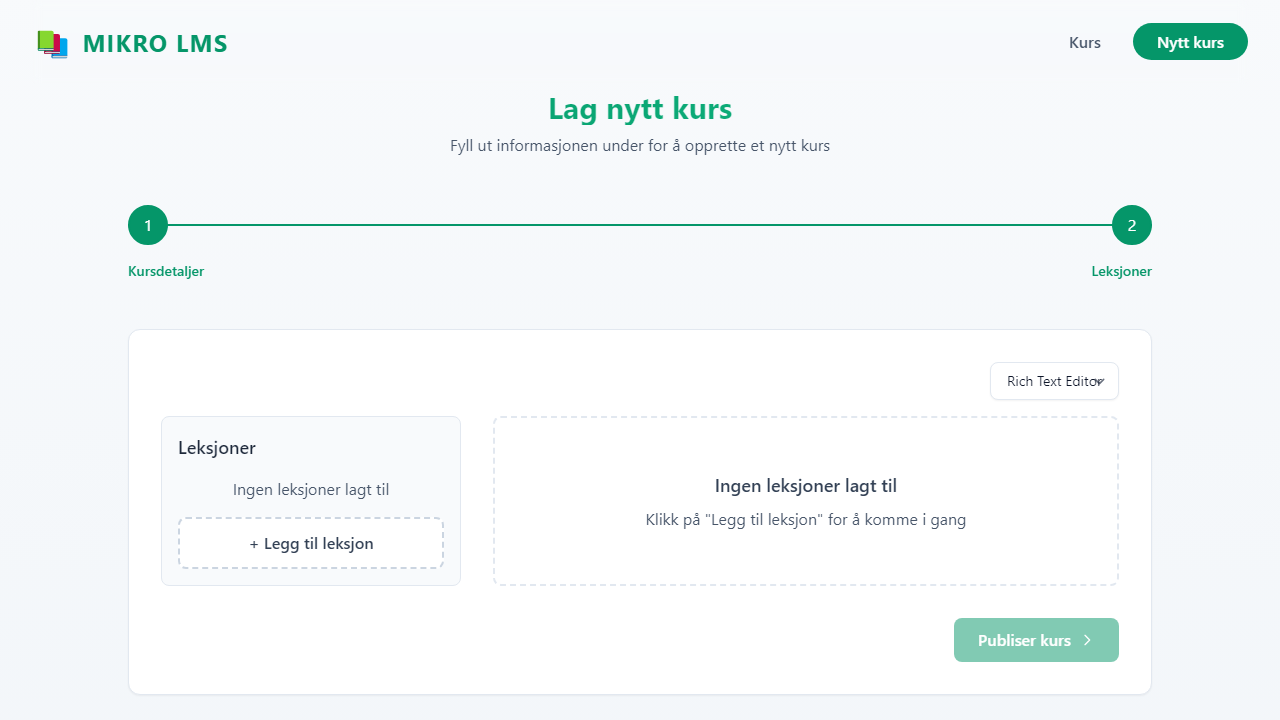 MIKRO LMS
Kurs
Nytt kurs
Lag nytt kurs
Fyll ut informasjonen under for å opprette et nytt kurs
1
2
Kursdetaljer
Leksjoner
Rich Text Editor
Leksjoner
Ingen leksjoner lagt til
+ Legg til leksjon
Ingen leksjoner lagt til
Klikk på "Legg til leksjon" for å komme i gang
Publiser kurs